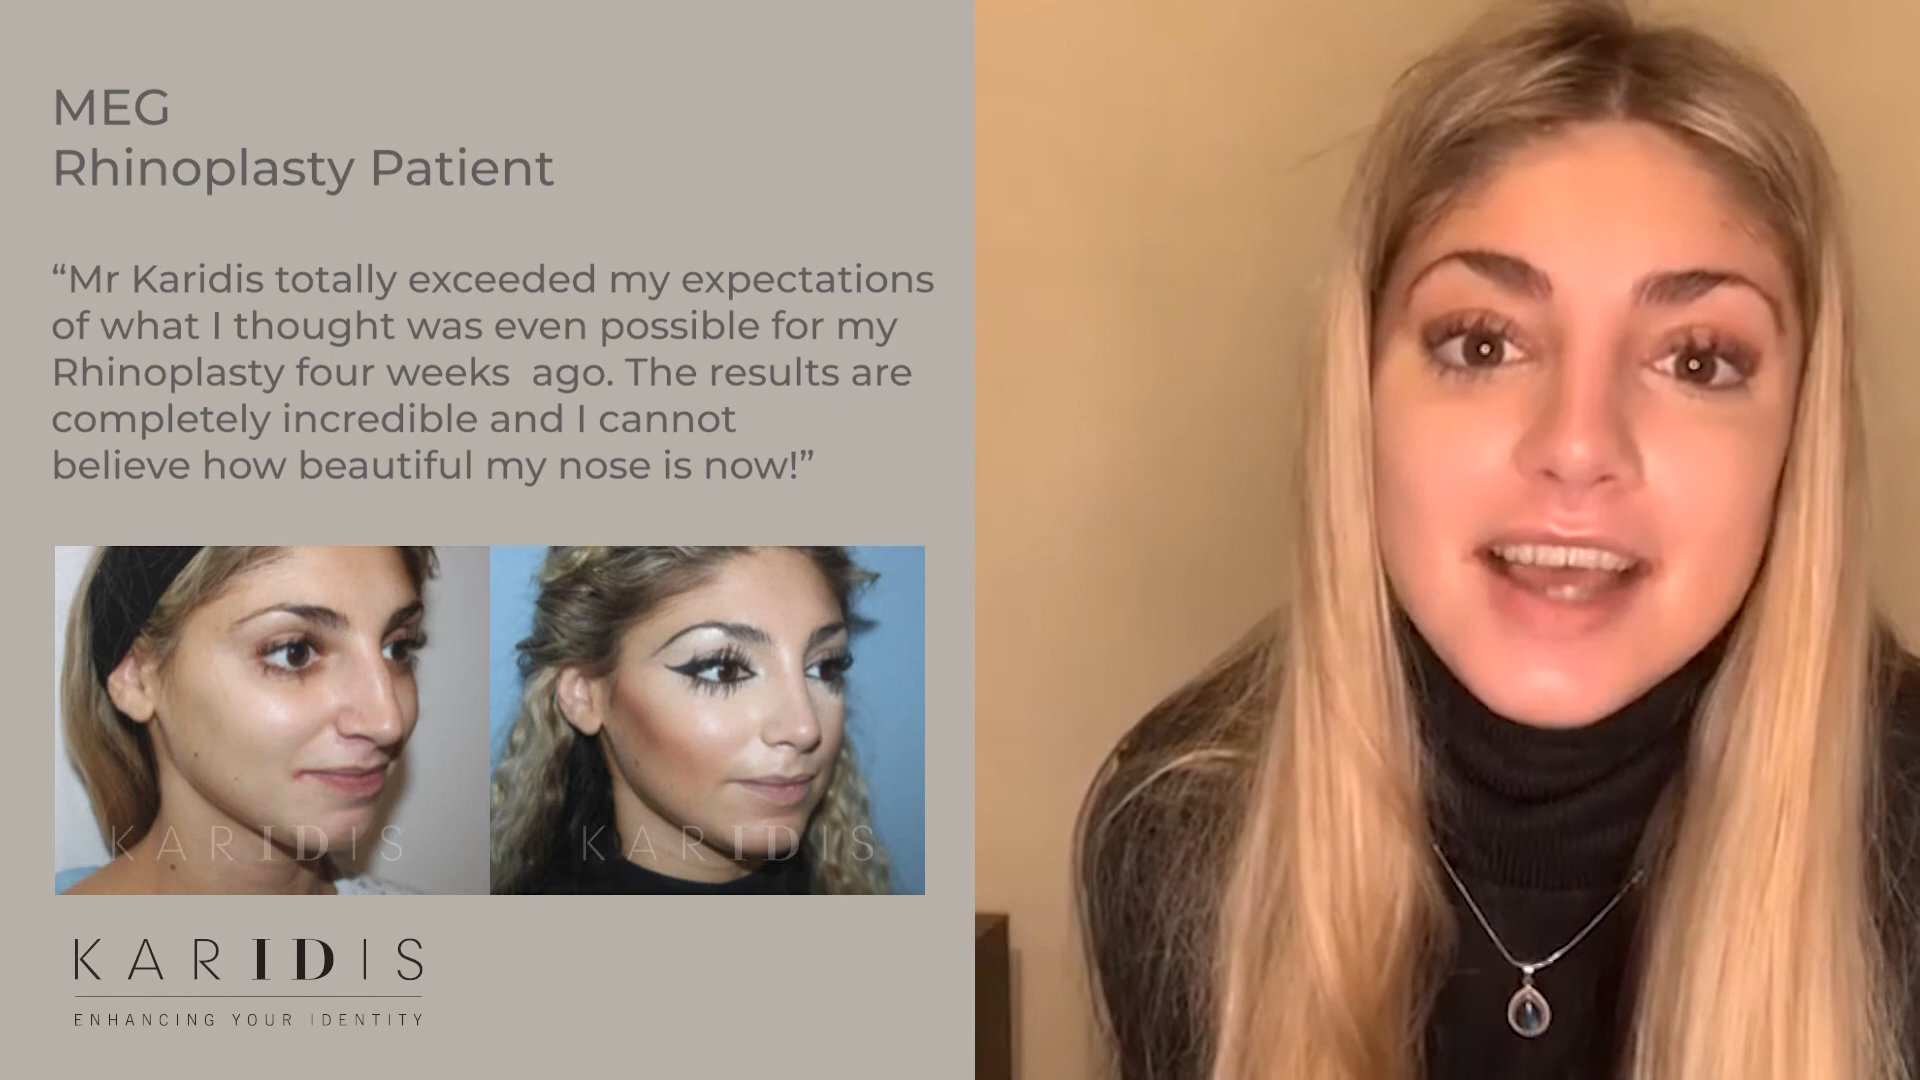 MEG
Rhinoplasty Patient
“Mr Karidis totally exceeded my expectations
of what I thought was even possible for my
Rhinoplasty four weeks  ago. The results are
completely incredible and I cannot
believe how beautiful my nose is now!”
KARIDIS KARIDIS
KARIDIS
ENHANCING YOUR IDENTITY